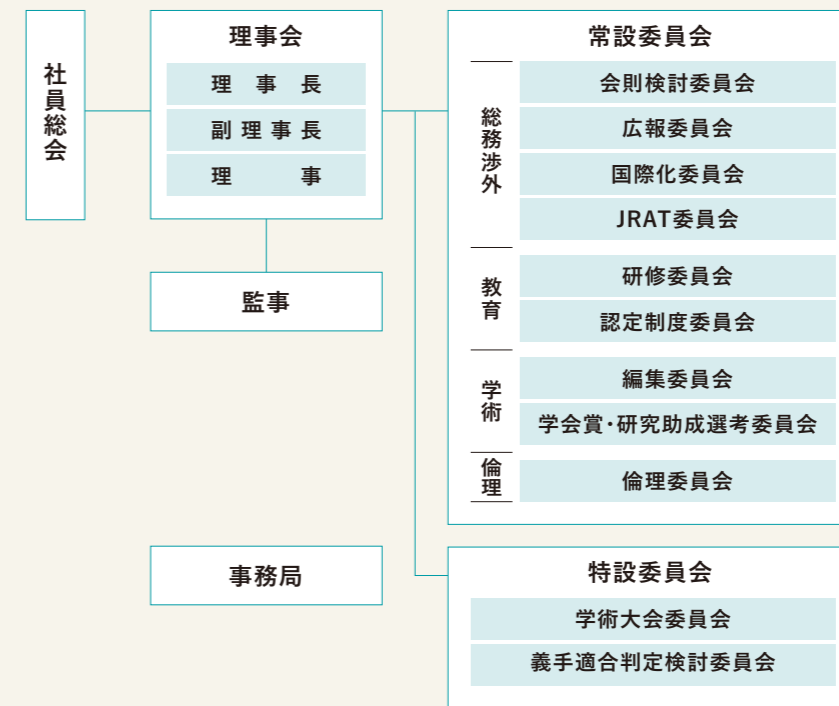 社員総会
理事会
理事長
副理事長
理事
監事
事務局
常設委員会
総務渉外
会則検討委員会
広報委員会
国際化委員会
JRAT委員会
教育
研修委員会
認定制度委員会
学術
編集委員会
学会賞・研究助成選考委員会
倫理
倫理委員会
特設委員会
学術大会委員会
義手適合判定検討委員会